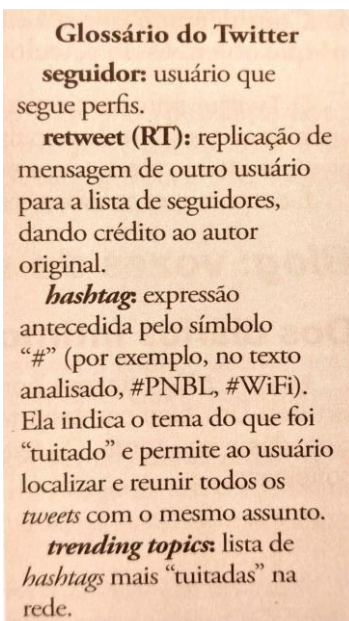 Glossário do Twitter
seguidor: usuário que
segue perfis.
retweet (RT): replicação de
mensagem de outro usuário
para a lista de seguidores,
dando crédito ao autor
original.
hashtag: expressão
antecedida pelo símbolo
“#” (por exemplo, no texto
analisado, #PNBL, #WiFi).
Ela indica o tema do que foi
“tuitado” e permite ao usuário
localizar e reunir todos os
tweets com o mesmo assunto.
trending topics: lista de
hashtags mais “tuitadas” na
rede.